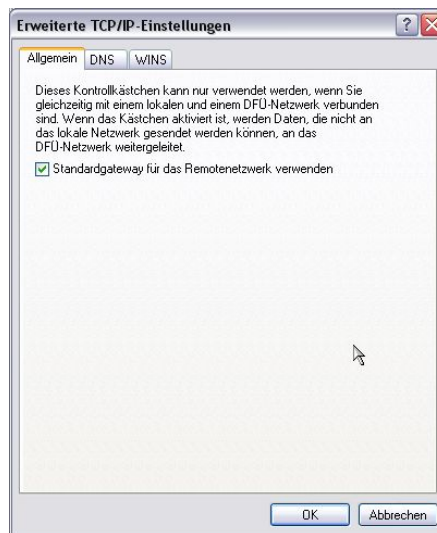 Erweiterte TCP/IP-Einstellungen
Allgemein DNS WINS
Dieses Kontrollkästchen kann nur verwendet werden, wenn Sie
gleichzeitig mit einem lokalen und einem DFÜ-Netzwerk verbunden
sind. Wenn das Kästchen aktiviert ist, werden Daten, die nicht an
das lokale Netzwerk gesendet werden können, an das
DFÜ-Netzwerk weitergeleitet.
Standardgateway für das Remotenetzwerk verwenden
OK Abbrechen